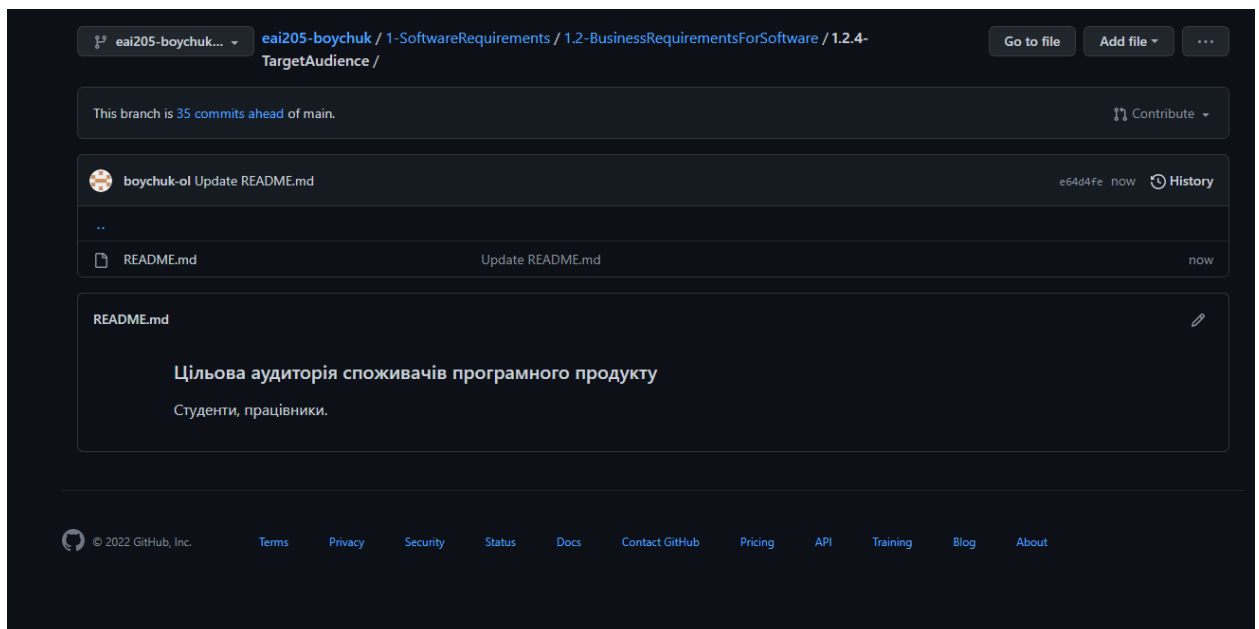 eai205-boychuk... eai205-boychuk / 1-SoftwareRequirements / 1.2-BusinessRequirementsForSoftware / 1.2.4- Go to file Add file ...
TargetAudience /
This branch is 35 commits ahead of main. Contribute
boychuk-ol Update README.md e64d4fe now History
..
README.md Update README.md now
README.md
Цільова аудиторія споживачів програмного продукту
Студенти, працівники.
© 2022 GitHub, Inc. Terms Privacy Security Status Docs Contact GitHub Pricing API Training Blog About